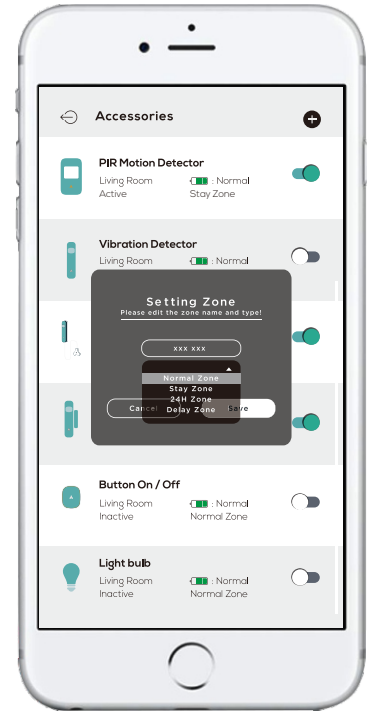 Accessories
PIR Motion Detector
Living Room : Normal
Active Stay Zone
Vibration Detector
Living Room : Normal
Setting Zone
Please edit the zone name and type!
xxx xxx
Normal Zone
Stay Zone
24H Zone
Delay Zone
Cancel Save
Button On / Off
Living Room : Normal
Inactive Normal Zone
Light bulb
Living Room : Normal
Inactive Normal Zone